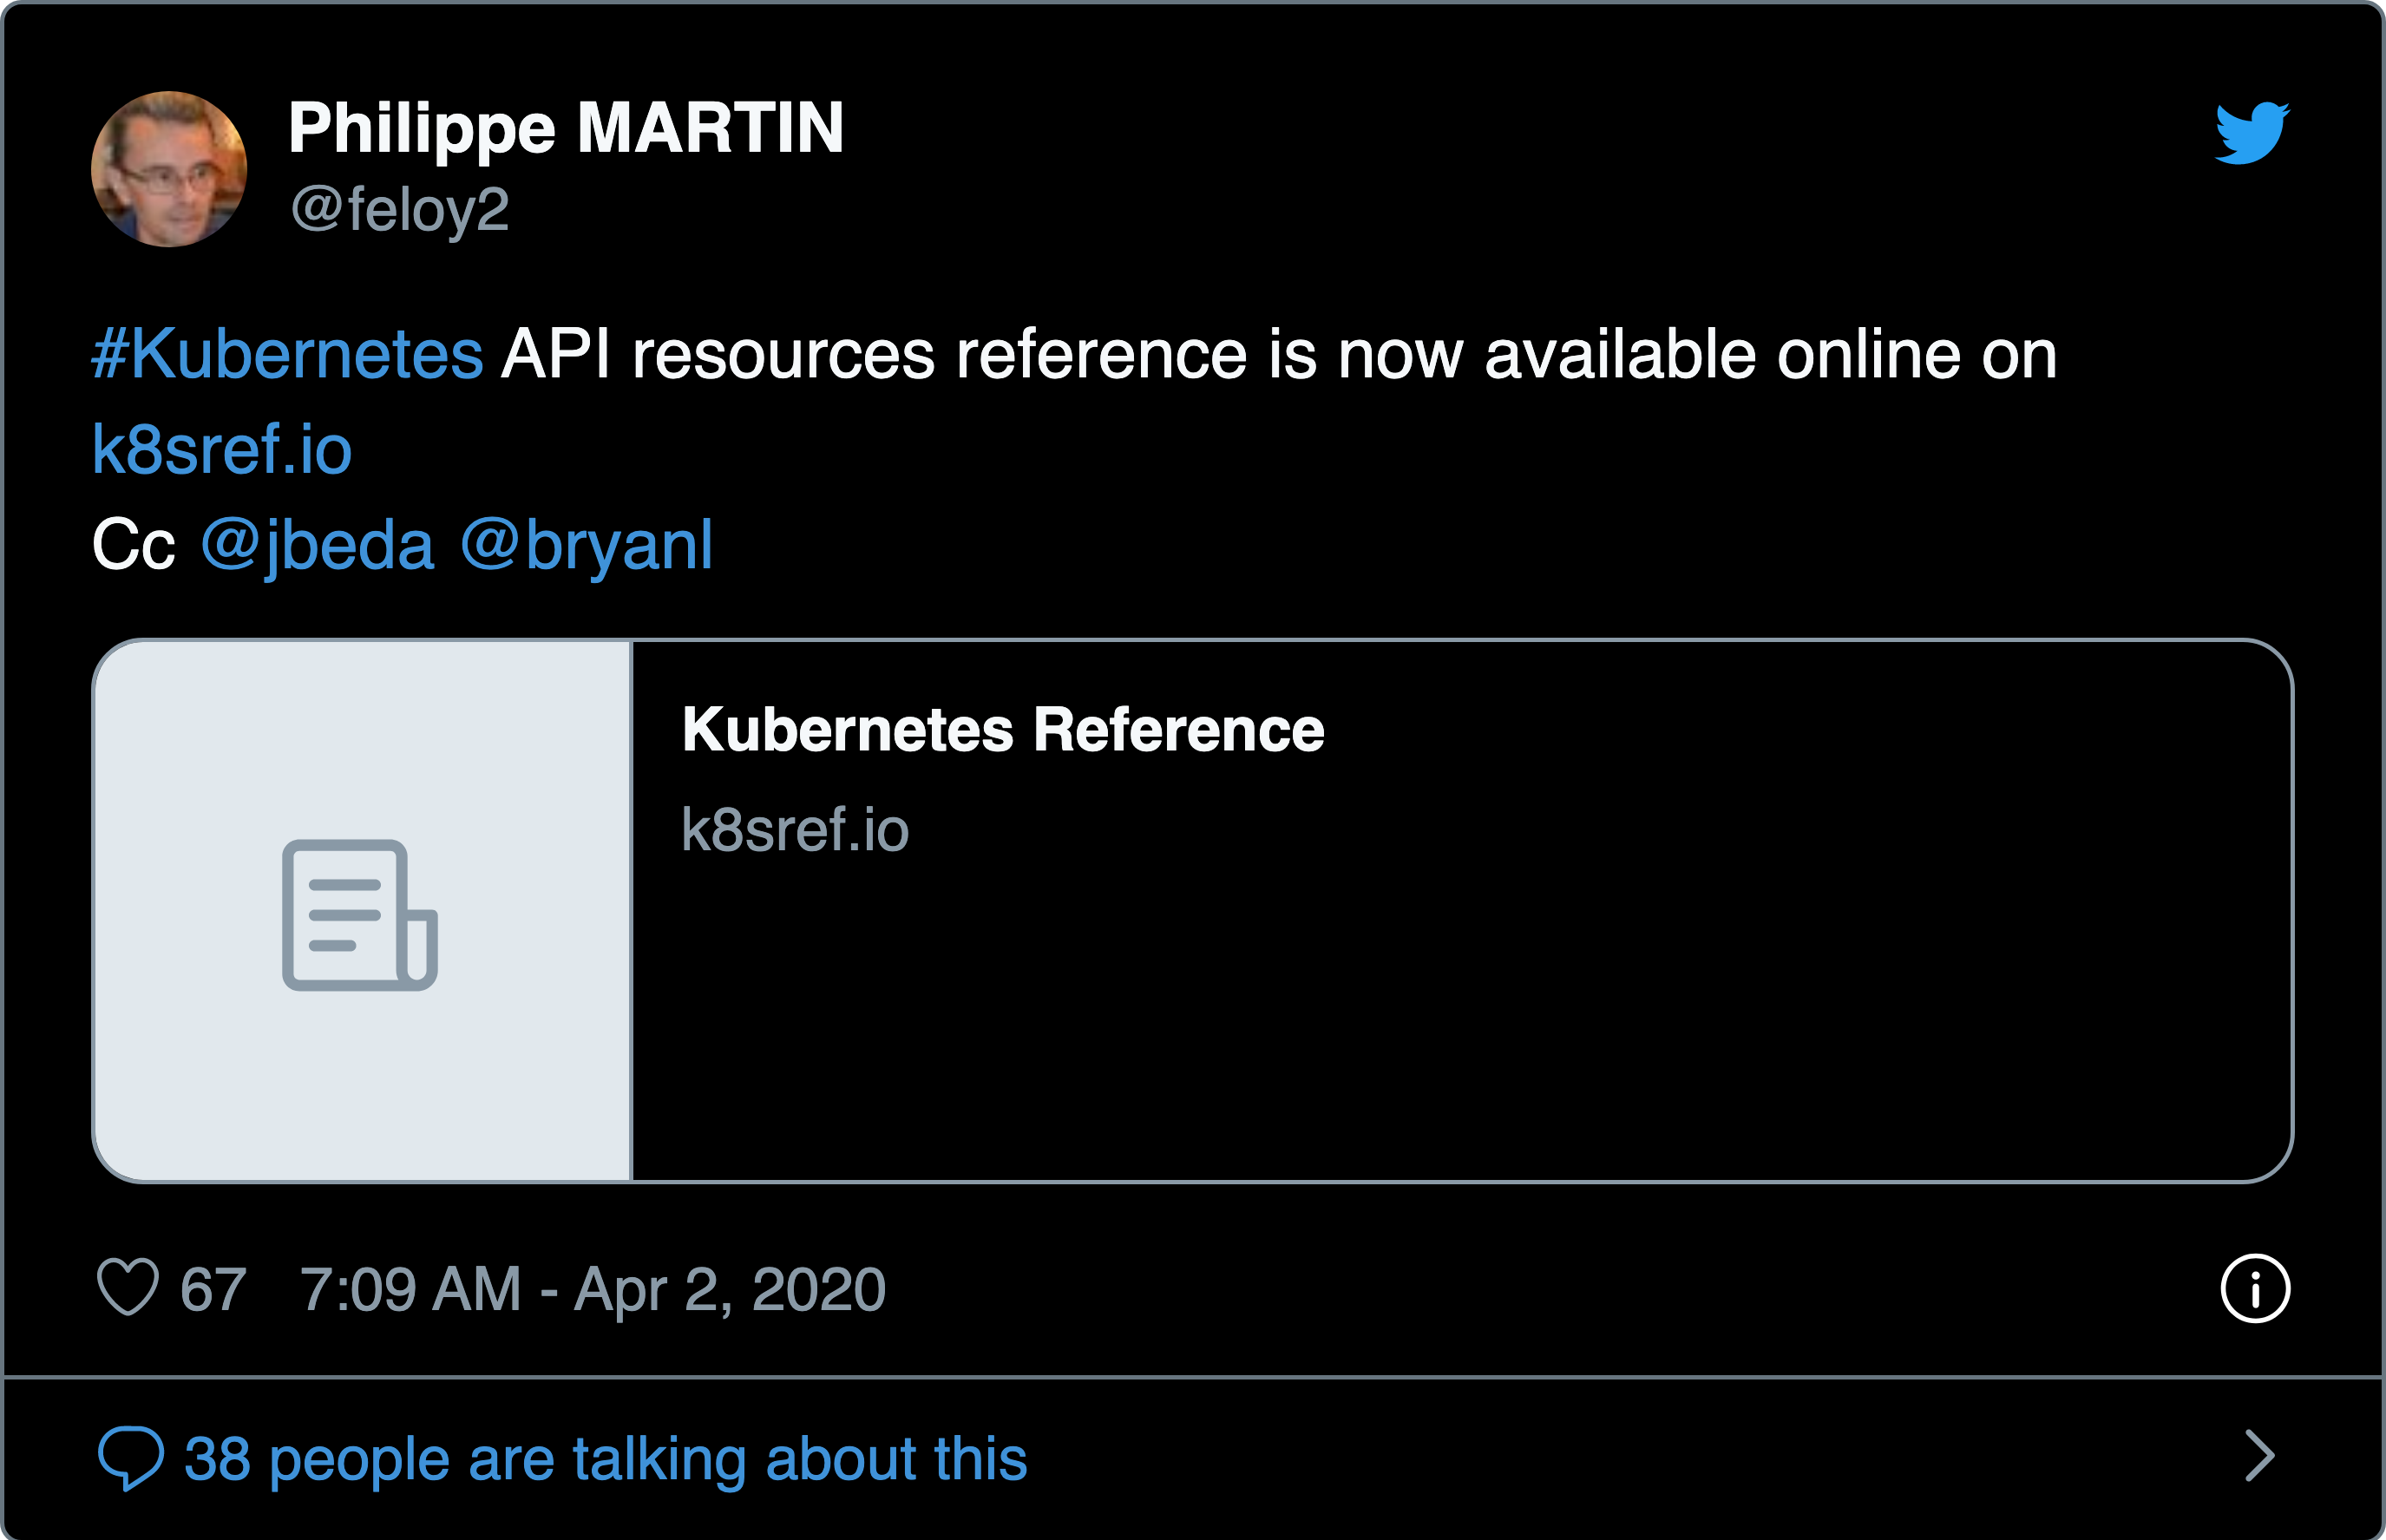 Philippe MARTIN
@feloy2
#Kubernetes API resources reference is now available online on
k8sref.io
Cc @jbeda @bryanl
Kubernetes Reference
k8sref.io
67 7:09 AM - Apr 2, 2020
38 people are talking about this